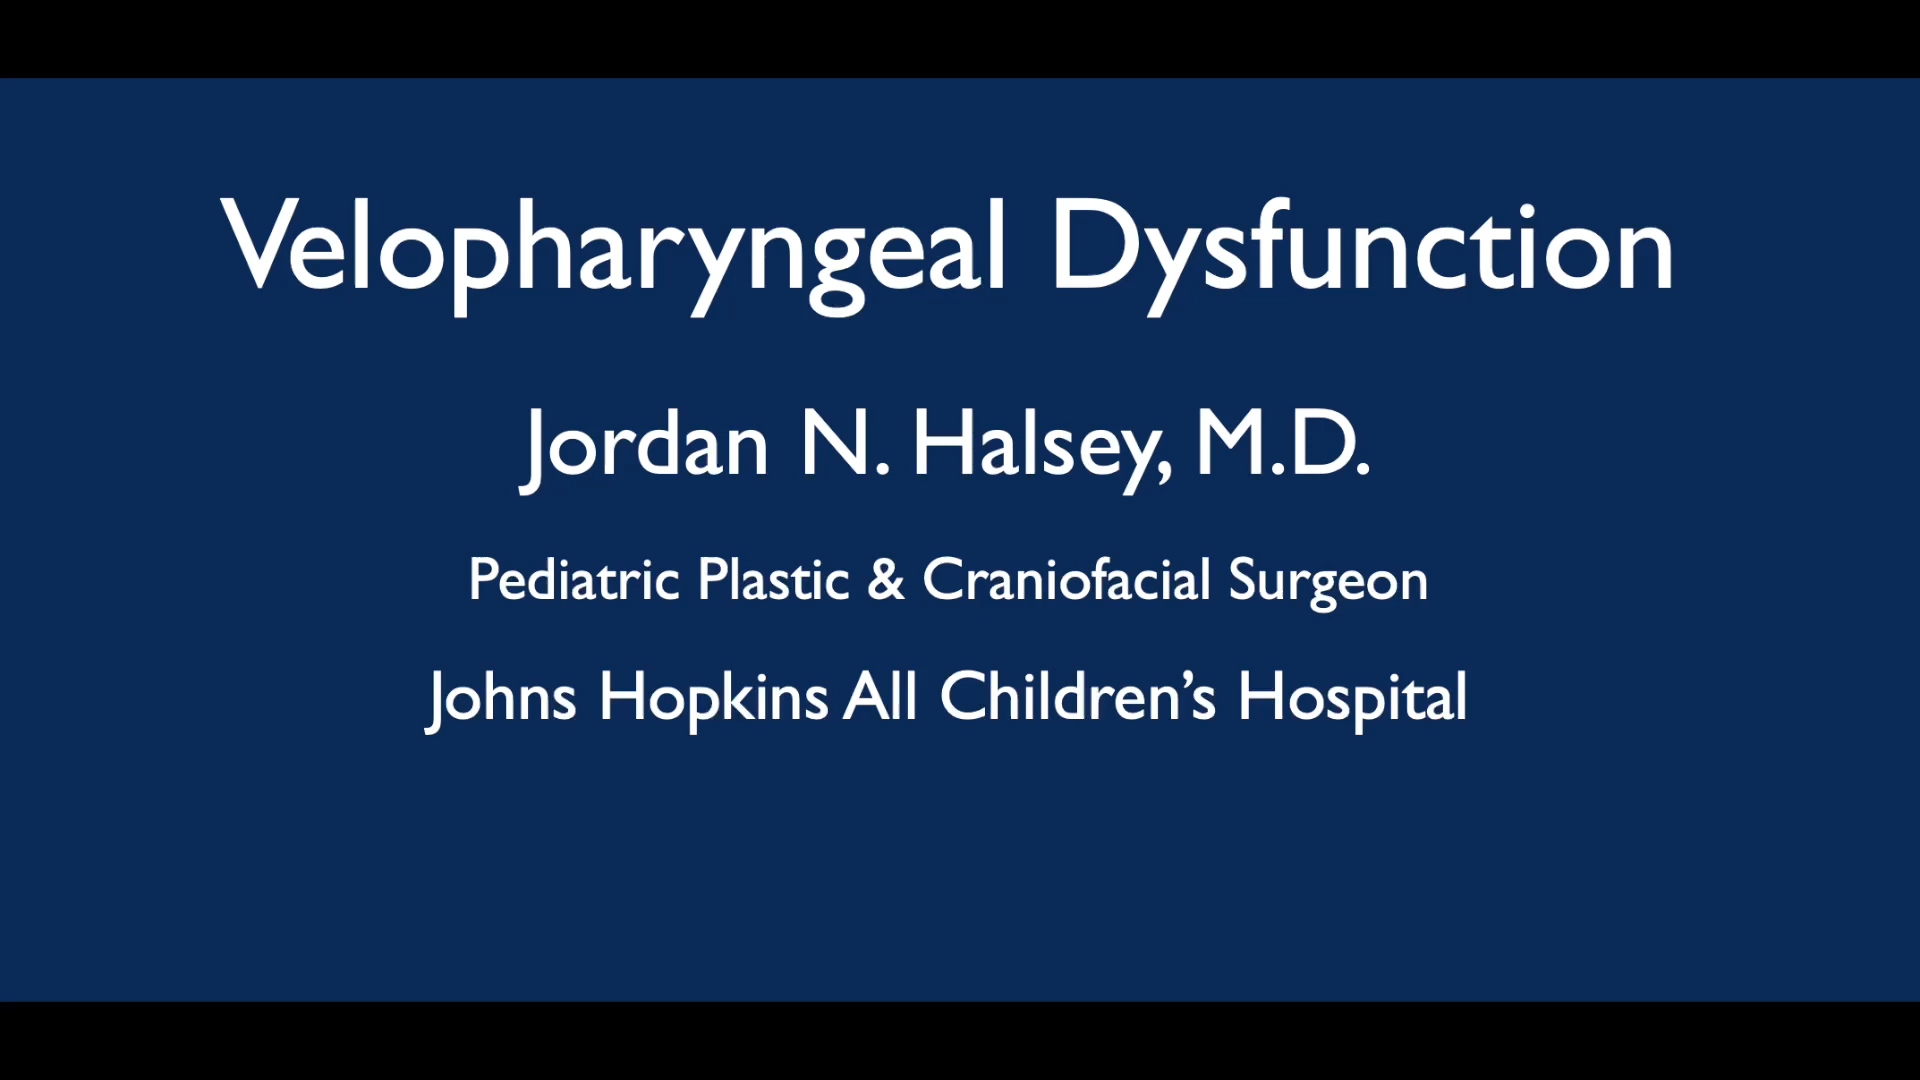 Velopharyngeal Dysfunction
Jordan N. Halsey, M.D.
Pediatric Plastic & Craniofacial Surgeon
Johns Hopkins All Children’s Hospital